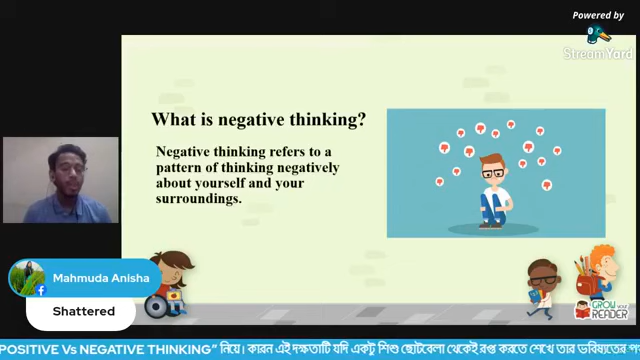 Powered by
StreamYard
What is negative thinking?
Negative thinking refers to a
pattern of thinking negatively
about yourself and your
surroundings.
Mahmuda Anisha
Shattered
GROW YOUR
READER
POSITIVE Vs NEGATIVE THINKING” নিয়ে। কারন এই দক্ষতাটি যদি একটু শিশু ছোটবেলা থেকেই রপ্ত করতে শেখে তার ভবিষ্যতের